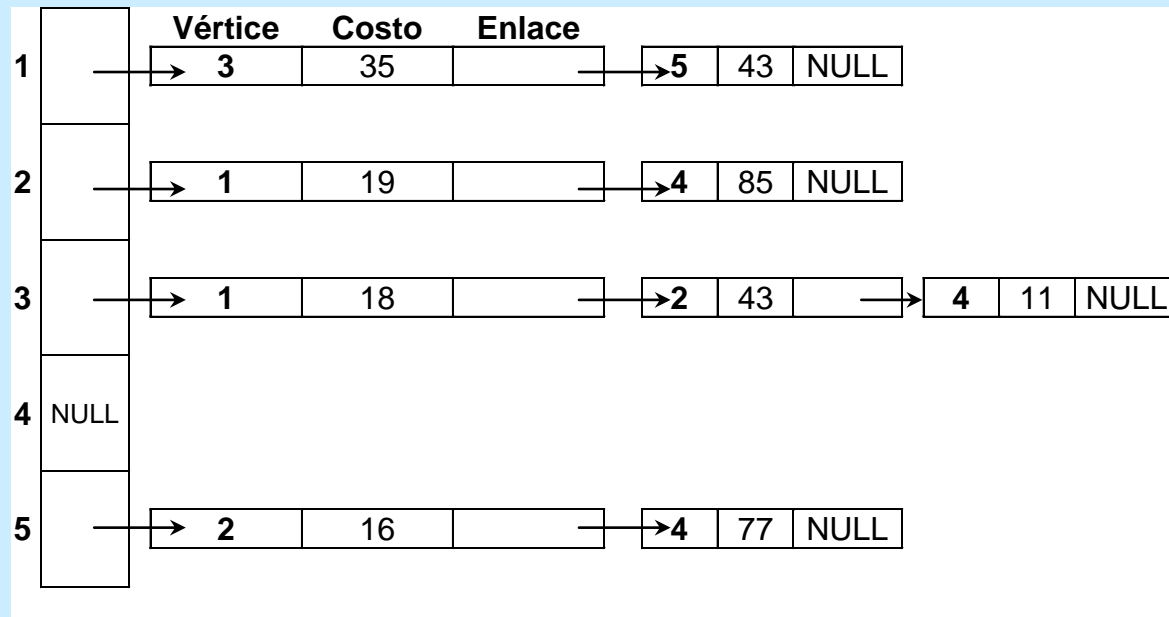 Vértice Costo Enlace
1 3 35 5 43 NULL
2 1 19 4 85 NULL
3 1 18 2 43 4 11 NULL
4 NULL
5 2 16 4 77 NULL